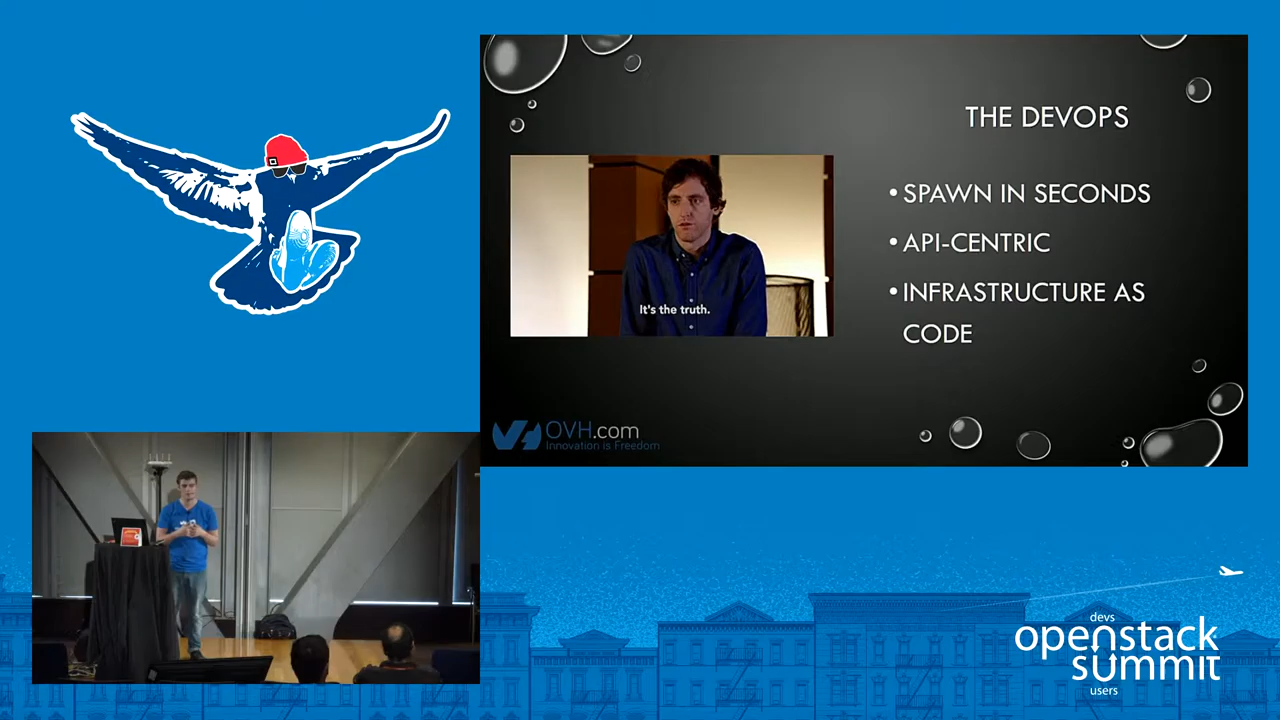 THE DEVOPS
• SPAWN IN SECONDS
• API-CENTRIC
• INFRASTRUCTURE AS
CODE
It's the truth.
OVH.com
Innovation is Freedom
devs
openstack
summit
users